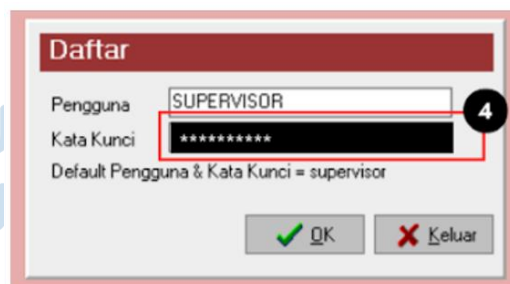 Daftar
Pengguna SUPERVISOR
4
Kata Kunci **********
Default Pengguna & Kata Kunci = supervisor
OK Keluar